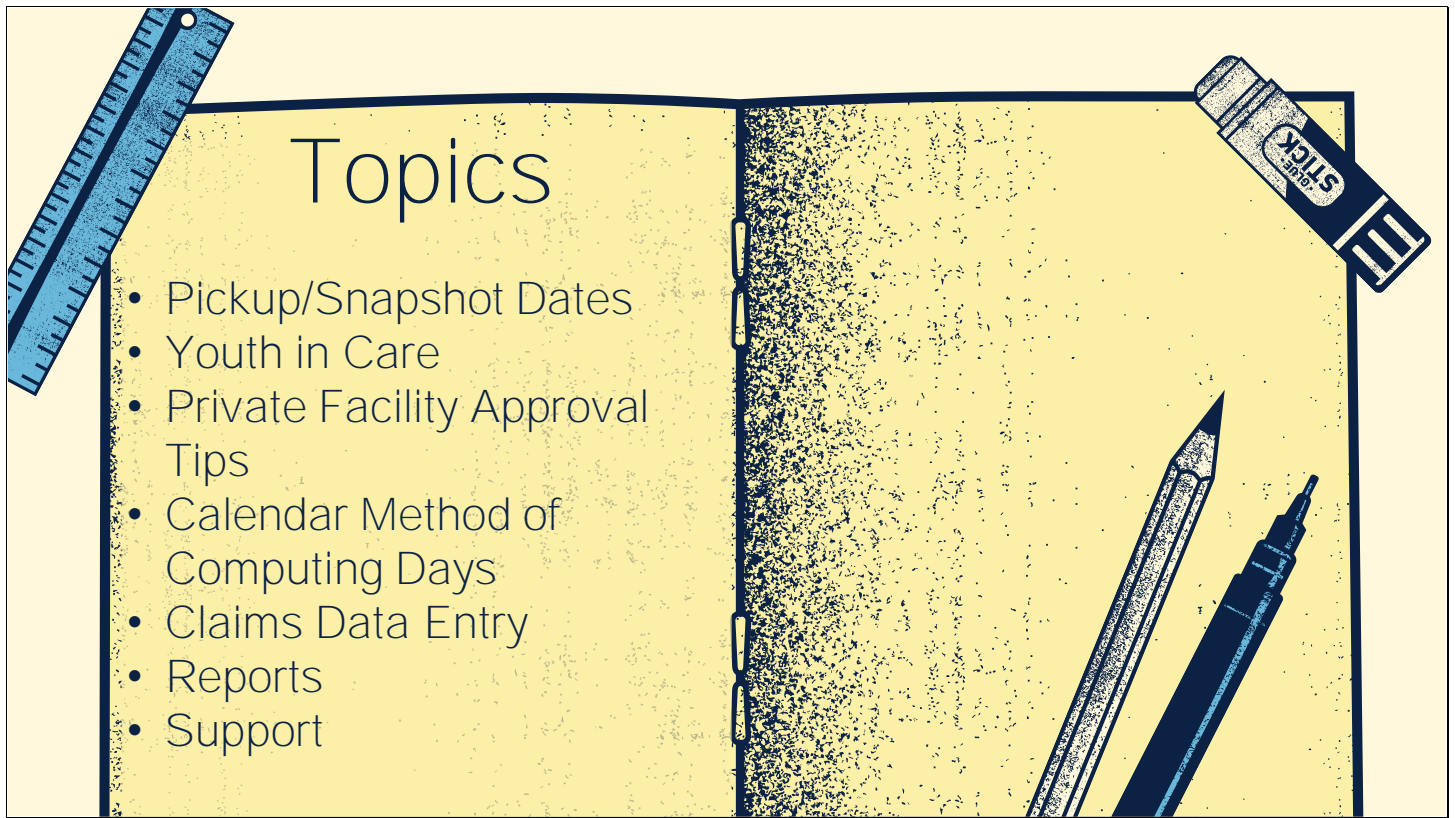 Topics
• Pickup/Snapshot Dates
• Youth in Care
• Private Facility Approval
Tips
• Calendar Method of
Computing Days
• Claims Data Entry
• Reports
• Support
·GLUE·
STICK